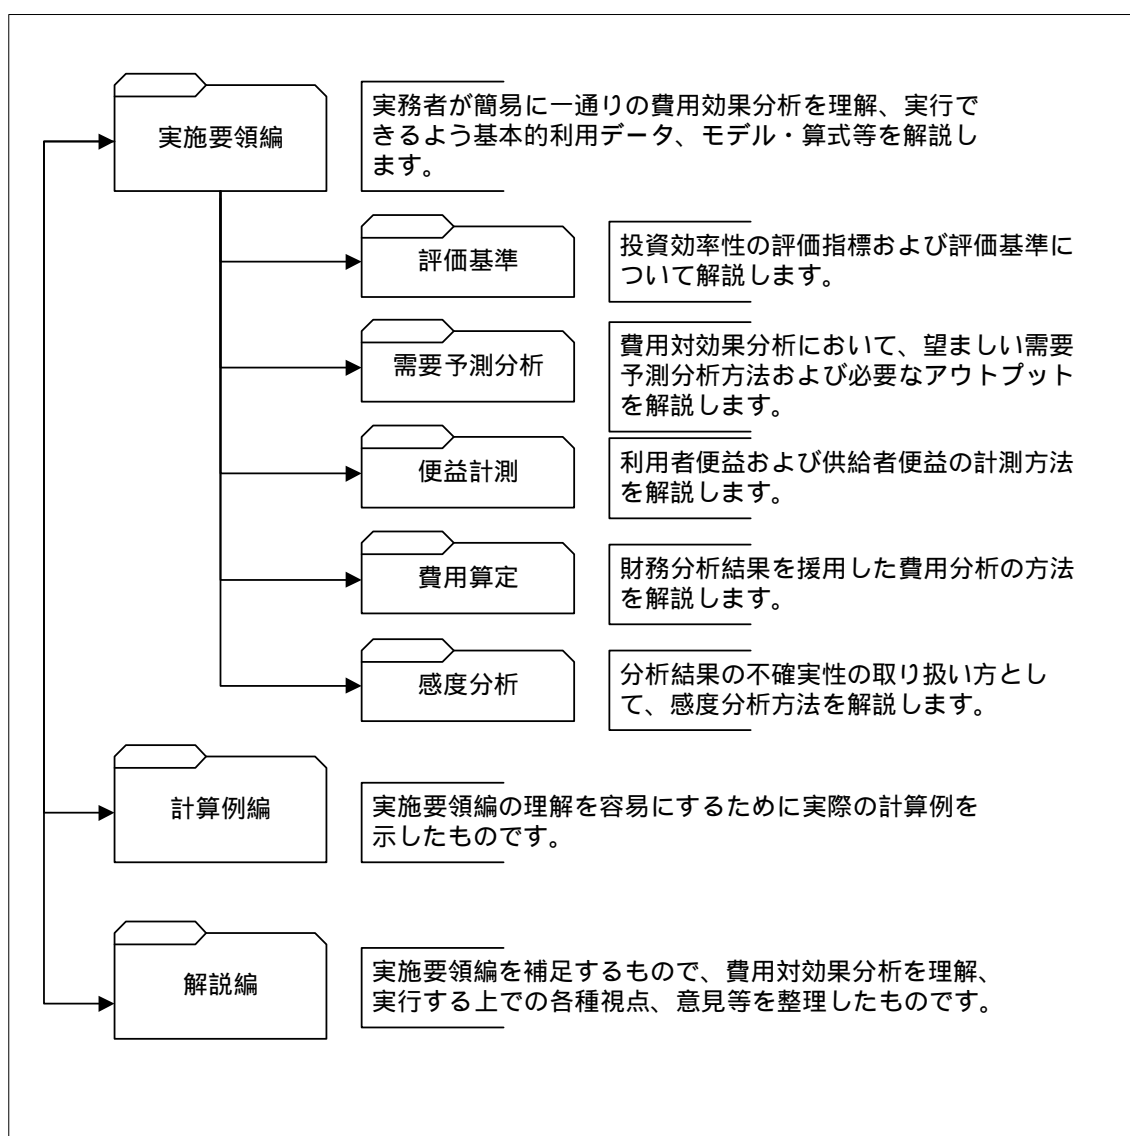 実施要領編
実務者が簡易に一通りの費用効果分析を理解、実行で
きるよう基本的利用データ、モデル・算式等を解説し
ます。
評価基準
投資効率性の評価指標および評価基準に
ついて解説します。
需要予測分析
費用対効果分析において、望ましい需要
予測分析方法および必要なアウトプット
を解説します。
便益計測
利用者便益および供給者便益の計測方法
を解説します。
費用算定
財務分析結果を援用した費用分析の方法
を解説します。
感度分析
分析結果の不確実性の取り扱い方とし
て、感度分析方法を解説します。
計算例編
実施要領編の理解を容易にするために実際の計算例を
示したものです。
解説編
実施要領編を補足するもので、費用対効果分析を理解、
実行する上での各種視点、意見等を整理したものです。